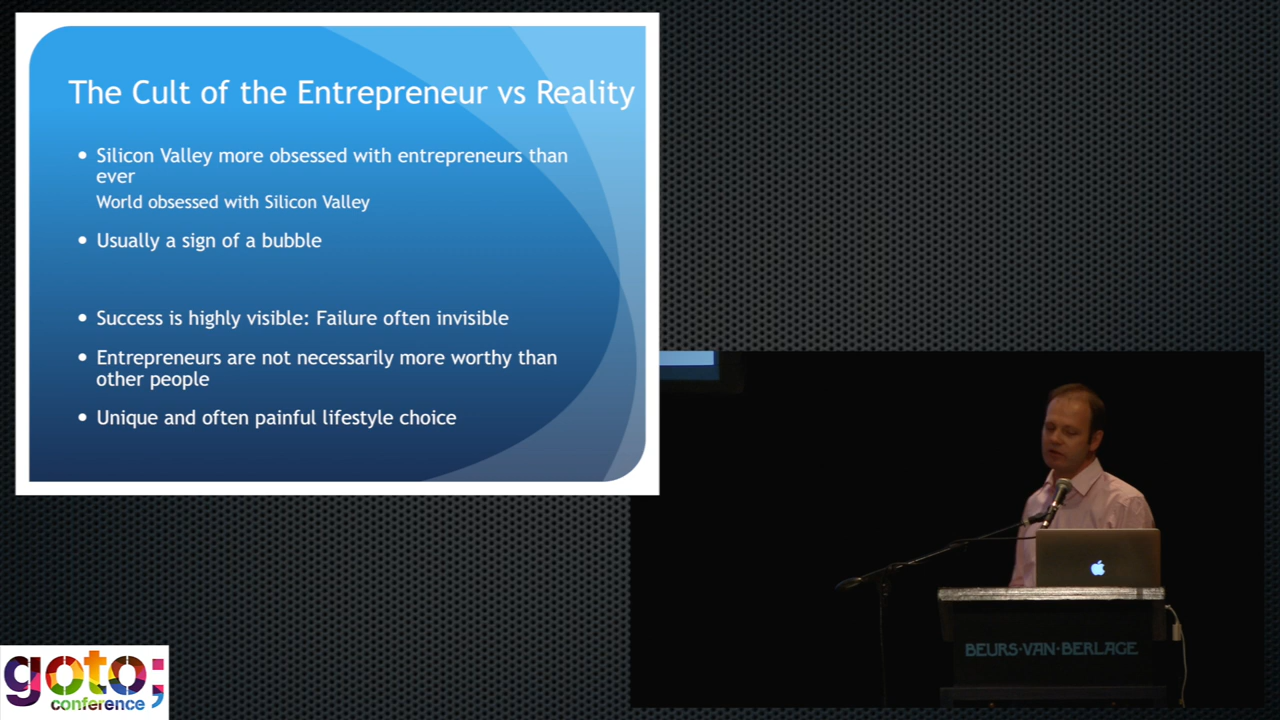 The Cult of the Entrepreneur vs Reality
• Silicon Valley more obsessed with entrepreneurs than
ever
World obsessed with Silicon Valley
• Usually a sign of a bubble
• Success is highly visible: Failure often invisible
• Entrepreneurs are not necessarily more worthy than
other people
• Unique and often painful lifestyle choice
BEURS·VAN·BERLAGE
goto;
conference